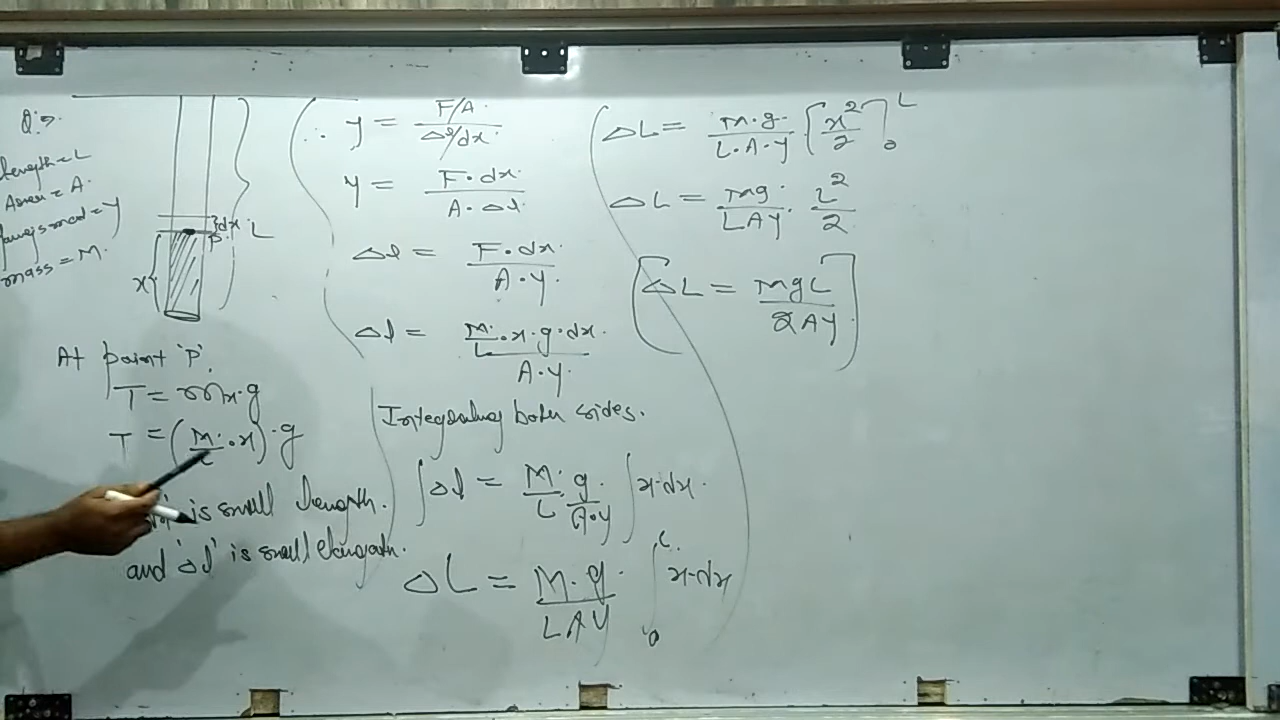 Q:→.
Length = L
Area = A.
mod = Y
mass = M.
dx
P.
L
x
At point 'P'.
T = mx·g
T = (M/L · x)·g
is small length.
and 'Δl' is small
∴ y = F/A / Δl/dx
Y = F·dx / A·Δl
Δl = F·dx. / A·Y.
Δl = M/L·x·g·dx. / A·Y.
Integrating both sides.
∫Δl = M/L · g/A·Y ∫x·dx.
ΔL = M·g. / LAY ∫₀ᴸ x·dx
ΔL = M·g. / L·A·Y [x²/2]₀ᴸ
ΔL = Mg / LAY · L²/2
[ΔL = MgL / 2AY]